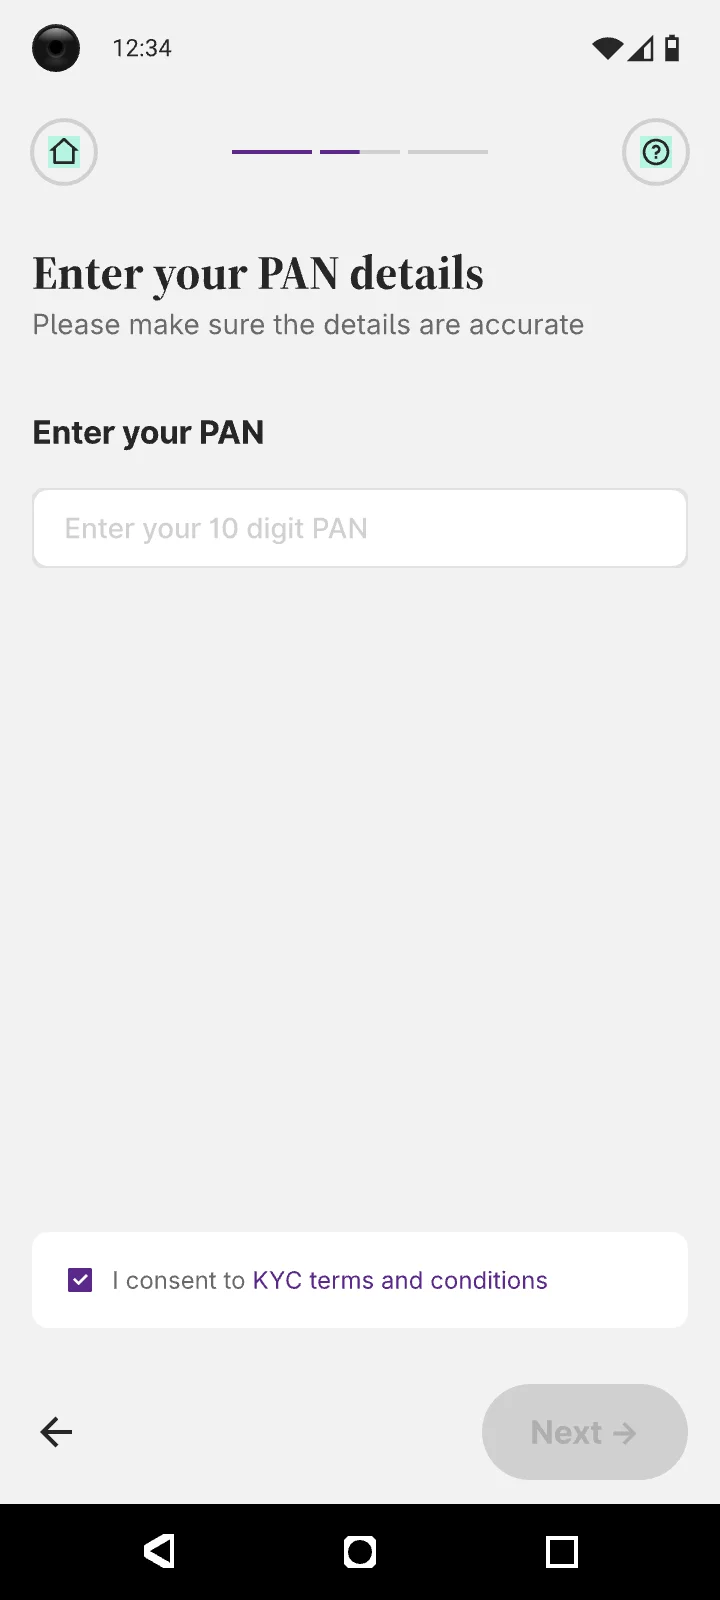 12:34
Enter your PAN details
Please make sure the details are accurate
Enter your PAN
Enter your 10 digit PAN
I consent to KYC terms and conditions
Next →